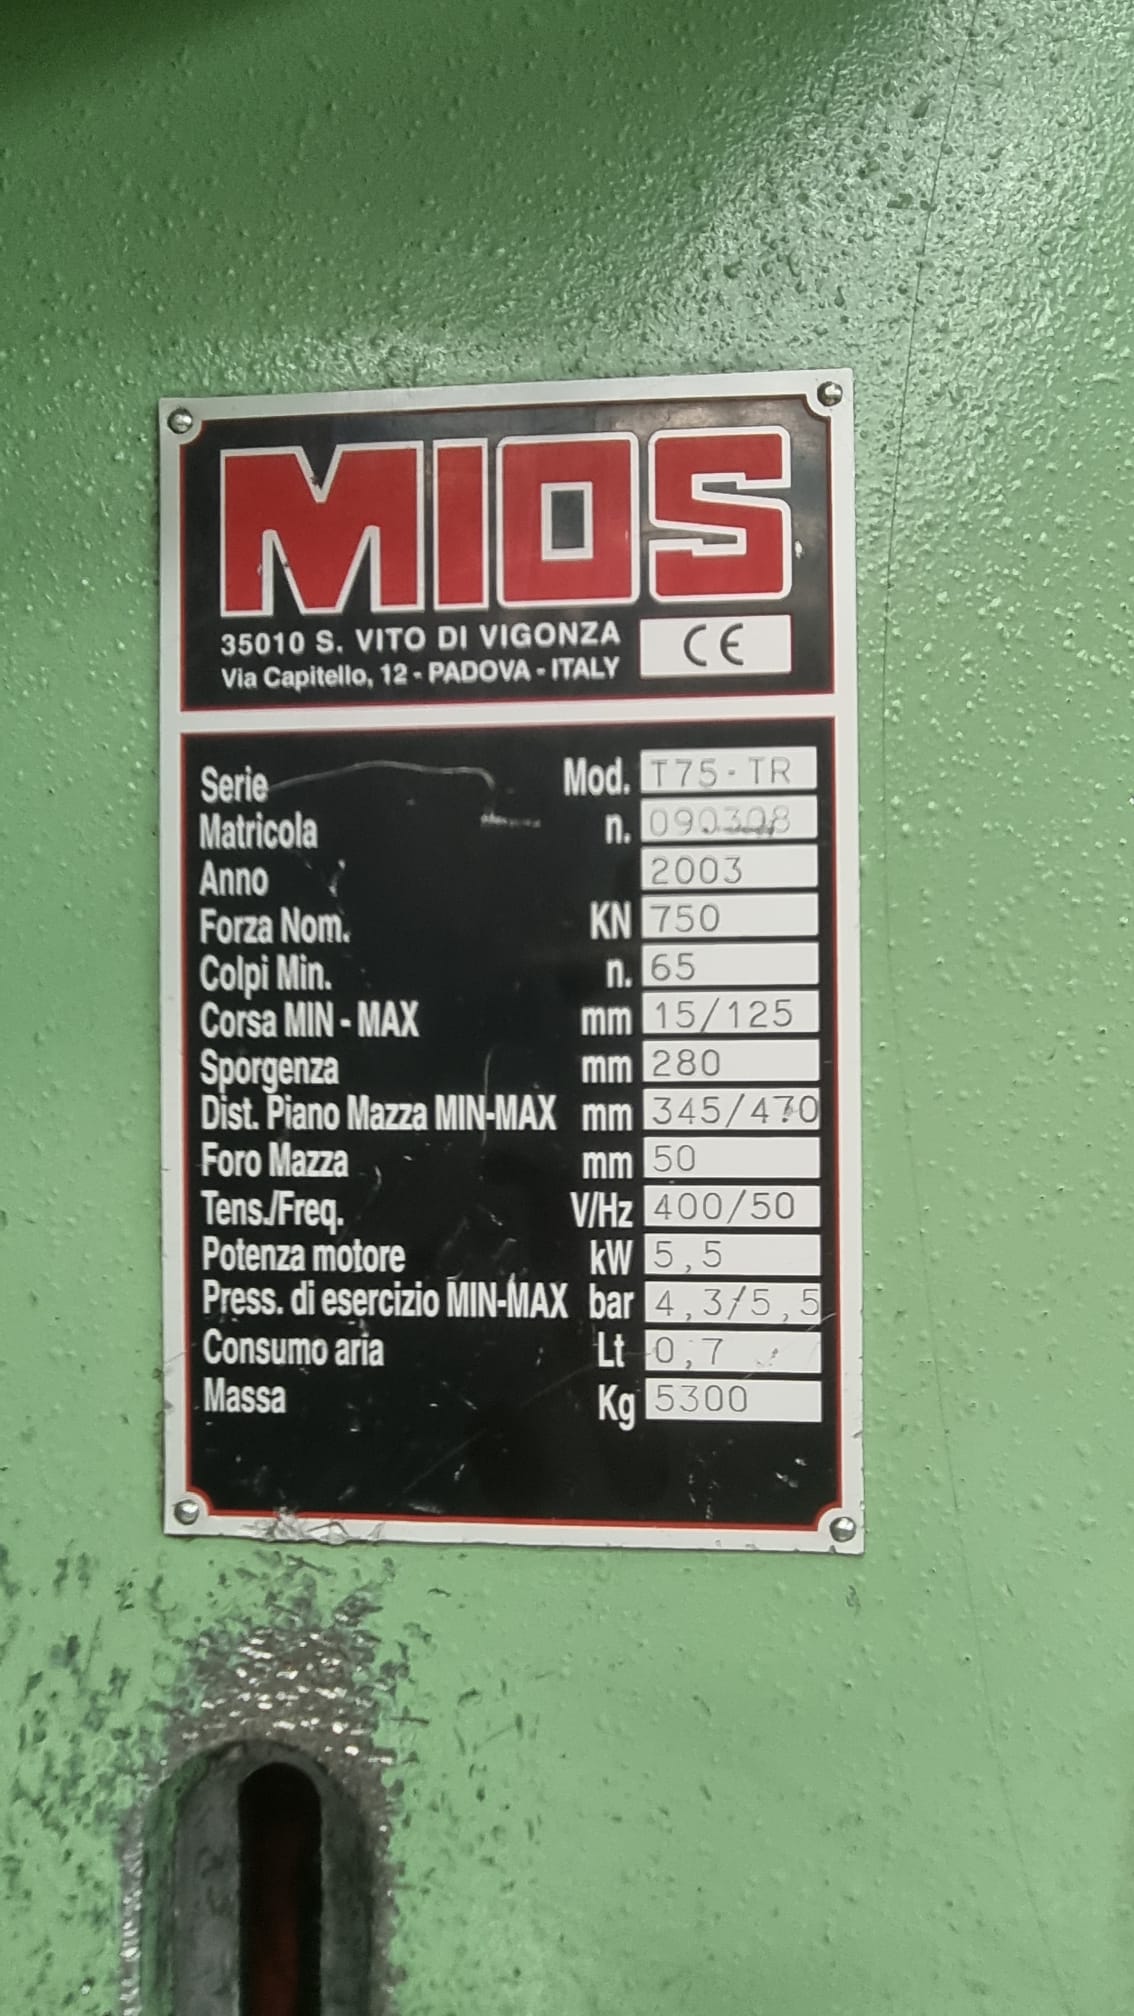 MIOS
35010 S. VITO DI VIGONZA
Via Capitello, 12 - PADOVA - ITALY
CE
Serie Mod. T75-TR
Matricola n. 090308
Anno 2003
Forza Nom. KN 750
Colpi Min. n. 65
Corsa MIN - MAX mm 15/125
Sporgenza mm 280
Dist. Piano Mazza MIN-MAX mm 345/470
Foro Mazza mm 50
Tens./Freq. V/Hz 400/50
Potenza motore kW 5,5
Press. di esercizio MIN-MAX bar 4,3/5,5
Consumo aria Lt 0,7
Massa Kg 5300